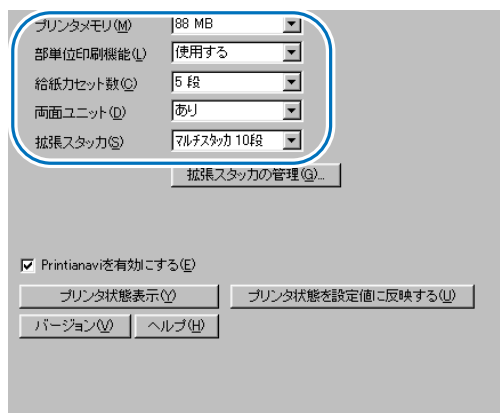 プリンタメモリ(M) 88 MB
部単位印刷機能(L) 使用する
給紙カセット数(C) 5 段
両面ユニット(D) あり
拡張スタッカ(S) マルチスタッカ 10段
拡張スタッカの管理(G)...
Printianaviを有効にする(E)
プリンタ状態表示(Y) プリンタ状態を設定値に反映する(U)
バージョン(V) ヘルプ(H)